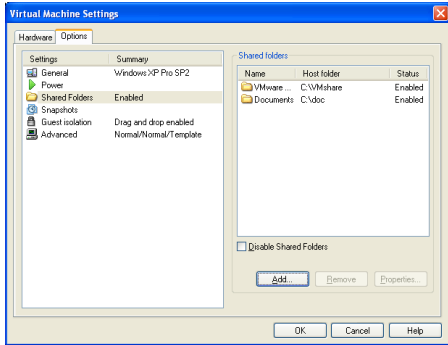 Virtual Machine Settings
Hardware Options
Settings Summary
General Windows XP Pro SP2
Power
Shared Folders Enabled
Snapshots
Guest isolation Drag and drop enabled
Advanced Normal/Normal/Template
Shared folders
Name Host folder Status
VMware ... C:\VMshare Enabled
Documents C:\doc Enabled
Disable Shared Folders
Add... Remove Properties...
OK Cancel Help